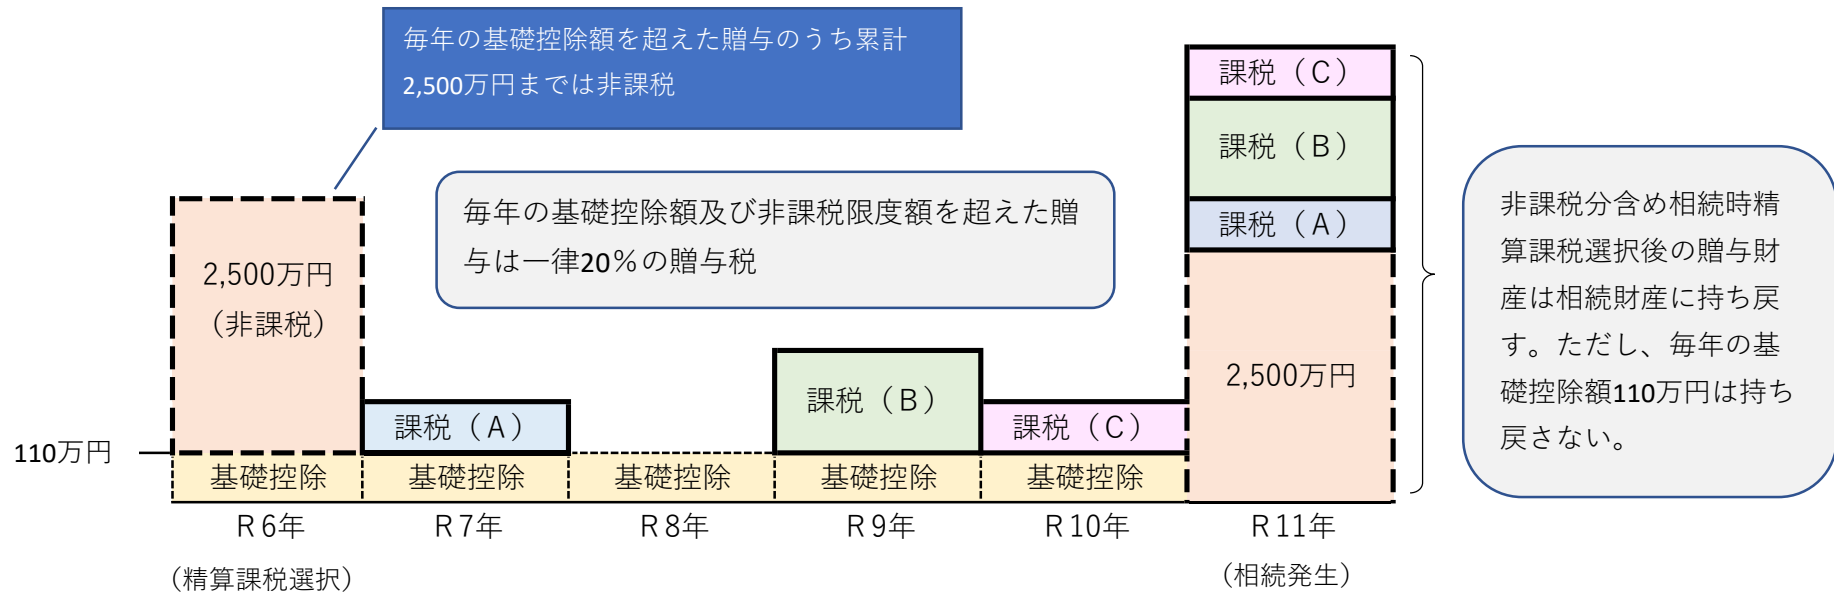 毎年の基礎控除額を超えた贈与のうち累計
2,500万円までは非課税
毎年の基礎控除額及び非課税限度額を超えた贈
与は一律20％の贈与税
2,500万円
（非課税）
課税（Ａ）
課税（Ｂ）
課税（Ｃ）
課税（Ｃ）
課税（Ｂ）
課税（Ａ）
2,500万円
非課税分含め相続時精
算課税選択後の贈与財
産は相続財産に持ち戻
す。ただし、毎年の基
礎控除額110万円は持ち
戻さない。
110万円
基礎控除
基礎控除
基礎控除
基礎控除
基礎控除
Ｒ6年
Ｒ7年
Ｒ8年
Ｒ9年
Ｒ10年
Ｒ11年
（精算課税選択）
（相続発生）